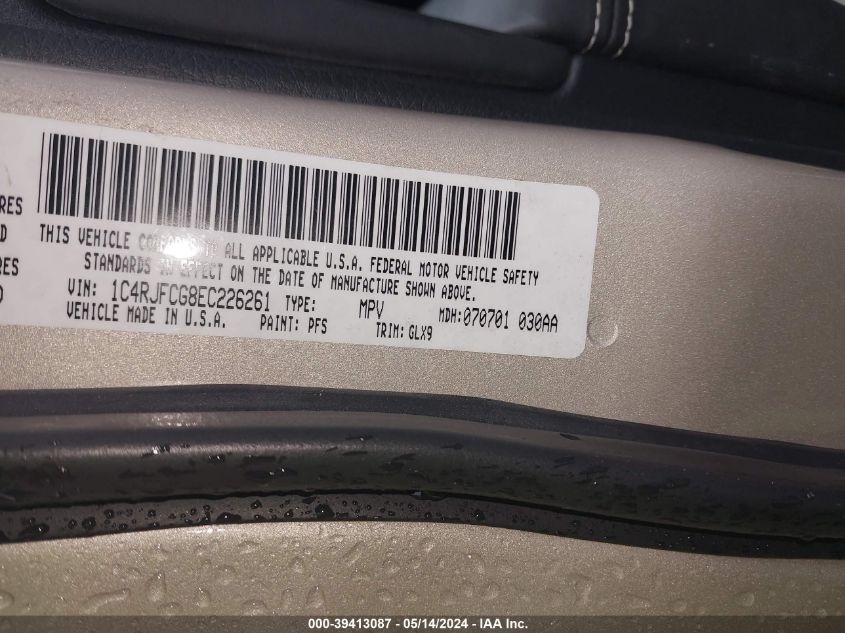 RES
THIS VEHICLE ALL APPLICABLE U.S.A. FEDERAL MOTOR VEHICLE SAFETY
D
STANDARDS IN EFFECT ON THE DATE OF MANUFACTURE SHOWN ABOVE.
RES
VIN: 1C4RJFCG8EC226261 TYPE: MPV MDH: 070701 030AA
VEHICLE MADE IN U.S.A. PAINT: PFS TRIM: GLX9
000-39413087 - 05/14/2024 - IAA Inc.